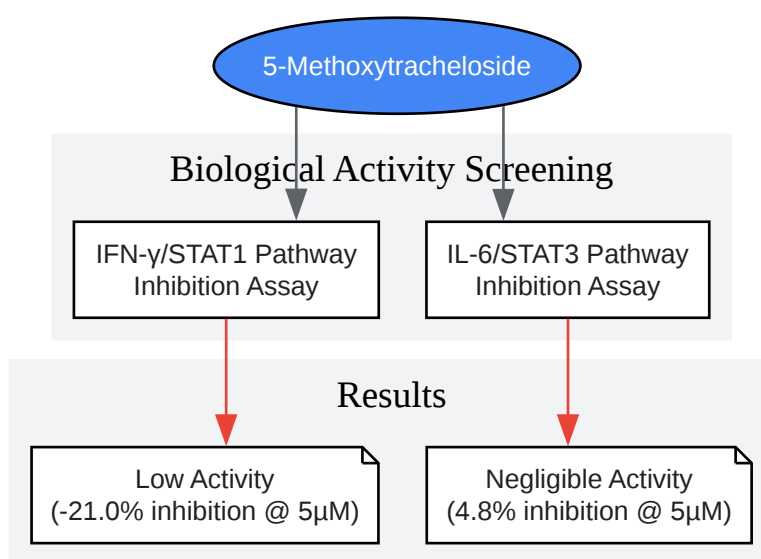 5-Methoxytracheloside
Biological Activity Screening
IFN-γ/STAT1 Pathway
Inhibition Assay
IL-6/STAT3 Pathway
Inhibition Assay
Results
Low Activity
(-21.0% inhibition @ 5µM)
Negligible Activity
(4.8% inhibition @ 5µM)